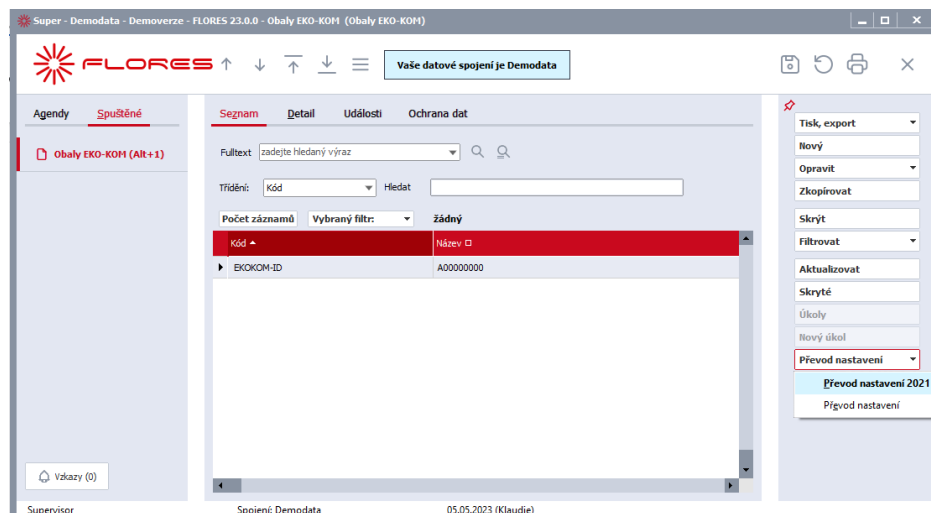 Super - Demodata - Demoverze - FLORES 23.0.0 - Obaly EKO-KOM (Obaly EKO-KOM)
FLORES
Vaše datové spojení je Demodata
Agendy
Spuštěné
Obaly EKO-KOM (Alt+1)
Vzkazy (0)
Seznam
Detail
Události
Ochrana dat
Fulltext
zadejte hledaný výraz
Třídění:
Kód
Hledat
Počet záznamů
Vybraný filtr:
žádný
Kód
Název
EKOKOM-ID
A00000000
Tisk, export
Nový
Opravit
Zkopírovat
Skrýt
Filtrovat
Aktualizovat
Skryté
Úkoly
Nový úkol
Převod nastavení
Převod nastavení 2021
Převod nastavení
Supervisor
Spojení: Demodata
05.05.2023 (Klaudie)